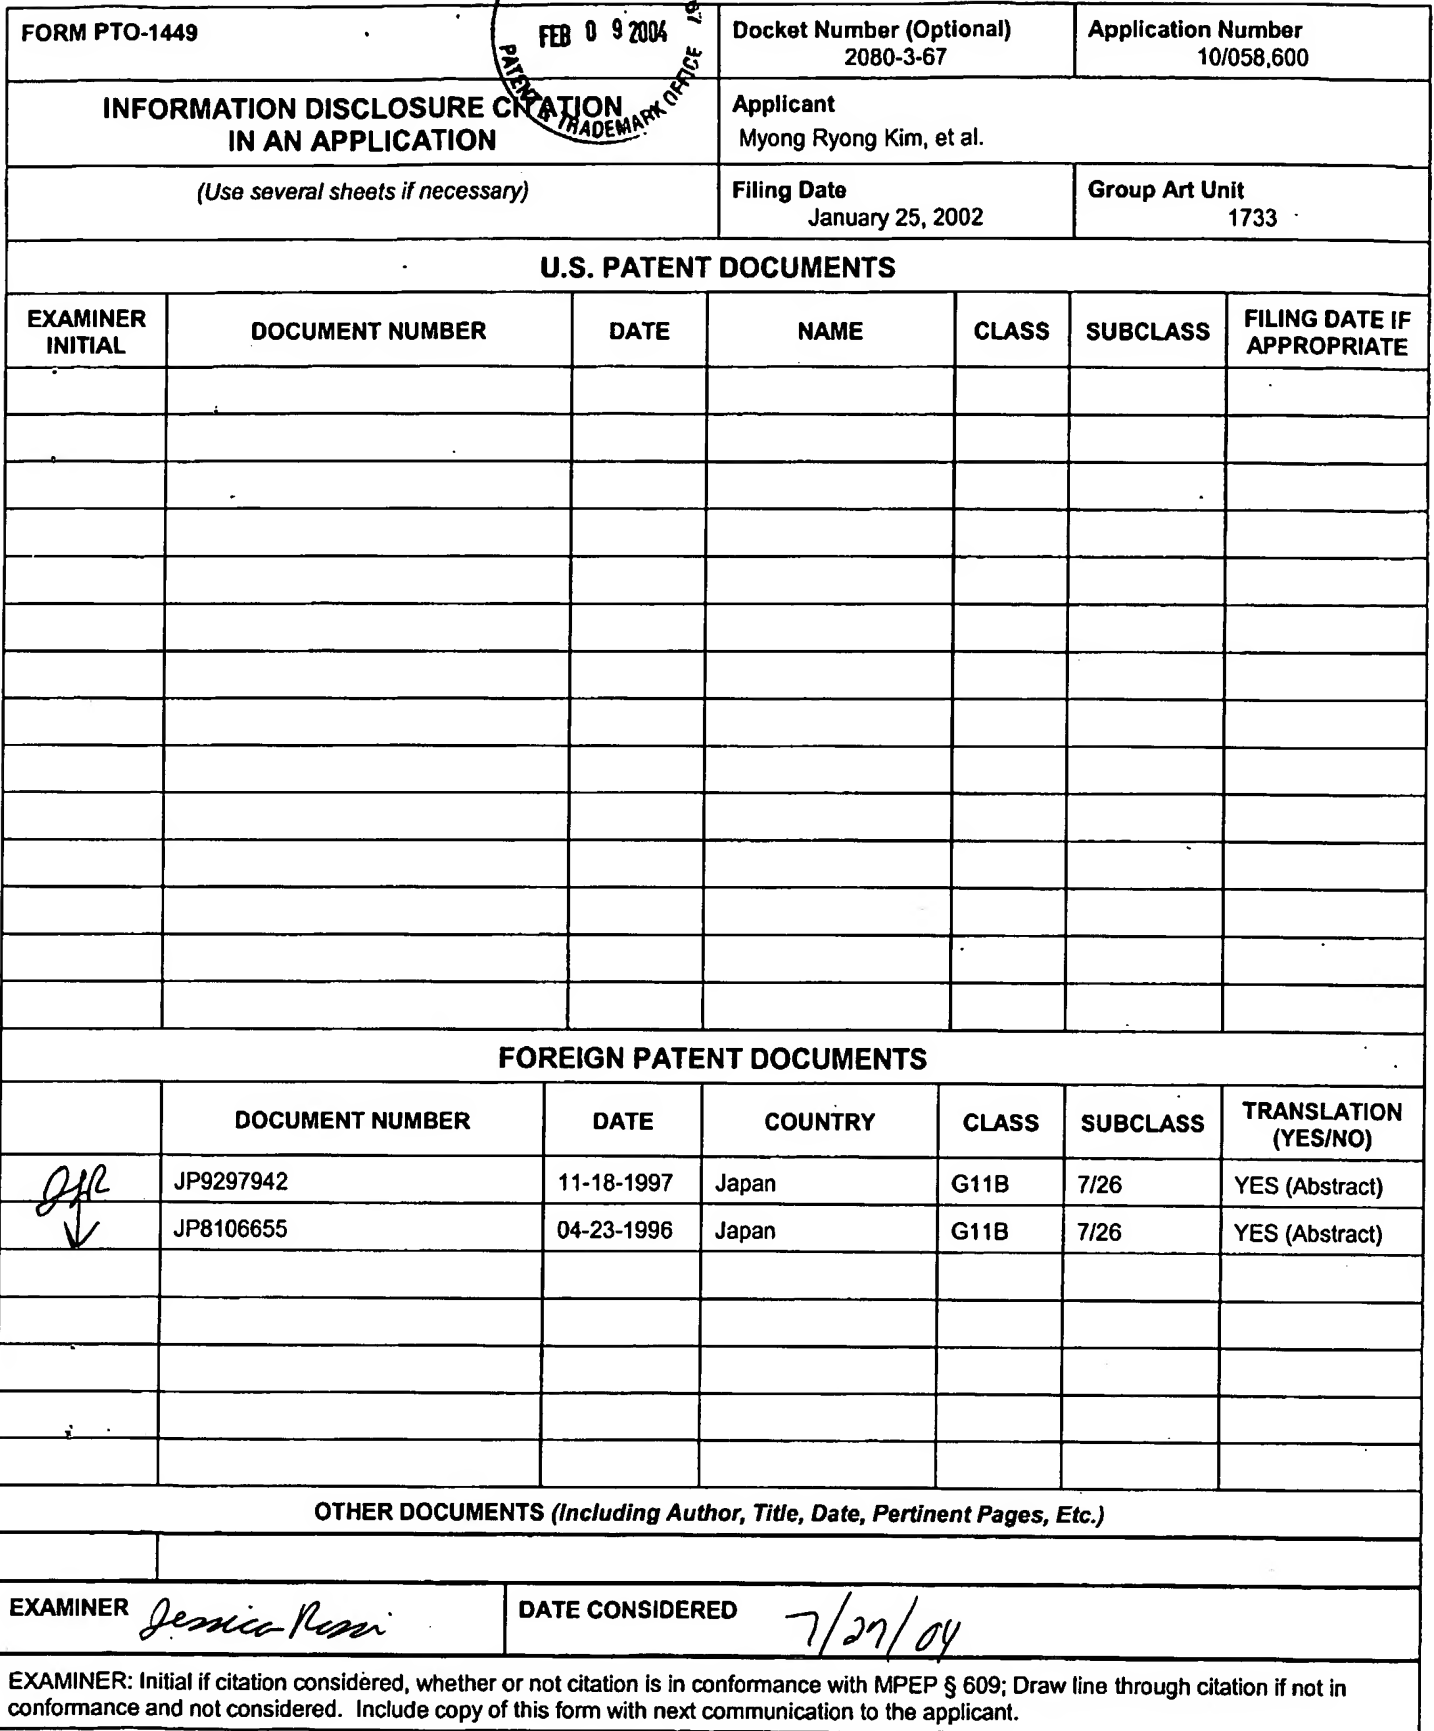 FORM PTO-1449
FEB 0 9 2004
PATENT & TRADEMARK OFFICE
Docket Number (Optional)
2080-3-67
Application Number
10/058,600
INFORMATION DISCLOSURE CITATION
IN AN APPLICATION
Applicant
Myong Ryong Kim, et al.
(Use several sheets if necessary)
Filing Date
January 25, 2002
Group Art Unit
1733
U.S. PATENT DOCUMENTS
EXAMINER INITIAL DOCUMENT NUMBER DATE NAME CLASS SUBCLASS FILING DATE IF APPROPRIATE
FOREIGN PATENT DOCUMENTS
DOCUMENT NUMBER DATE COUNTRY CLASS SUBCLASS TRANSLATION (YES/NO)
JP9297942 11-18-1997 Japan G11B 7/26 YES (Abstract)
JP8106655 04-23-1996 Japan G11B 7/26 YES (Abstract)
OTHER DOCUMENTS (Including Author, Title, Date, Pertinent Pages, Etc.)
EXAMINER Jessica Rossi
DATE CONSIDERED 7/27/04
EXAMINER: Initial if citation considered, whether or not citation is in conformance with MPEP § 609; Draw line through citation if not in
conformance and not considered. Include copy of this form with next communication to the applicant.